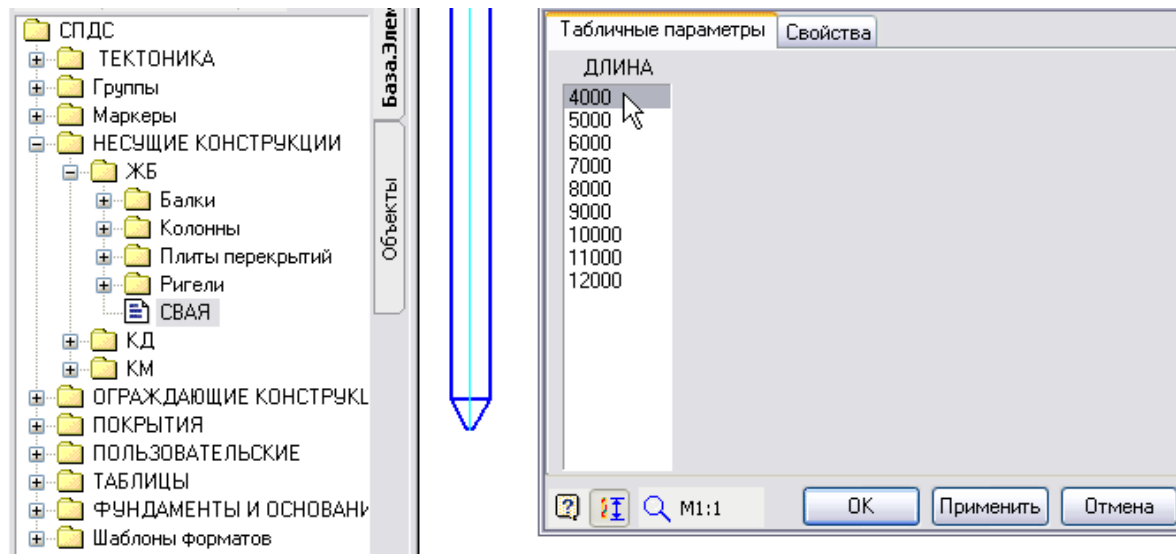 СПДС
ТЕКТОНИКА
Группы
Маркеры
НЕСУЩИЕ КОНСТРУКЦИИ
ЖБ
Балки
Колонны
Плиты перекрытий
Ригели
СВАЯ
КД
КМ
ОГРАЖДАЮЩИЕ КОНСТРУКЦ
ПОКРЫТИЯ
ПОЛЬЗОВАТЕЛЬСКИЕ
ТАБЛИЦЫ
ФУНДАМЕНТЫ И ОСНОВАНИ
Шаблоны форматов
База.Элем
Объекты
Табличные параметры
Свойства
ДЛИНА
4000
5000
6000
7000
8000
9000
10000
11000
12000
М1:1
OK
Применить
Отмена